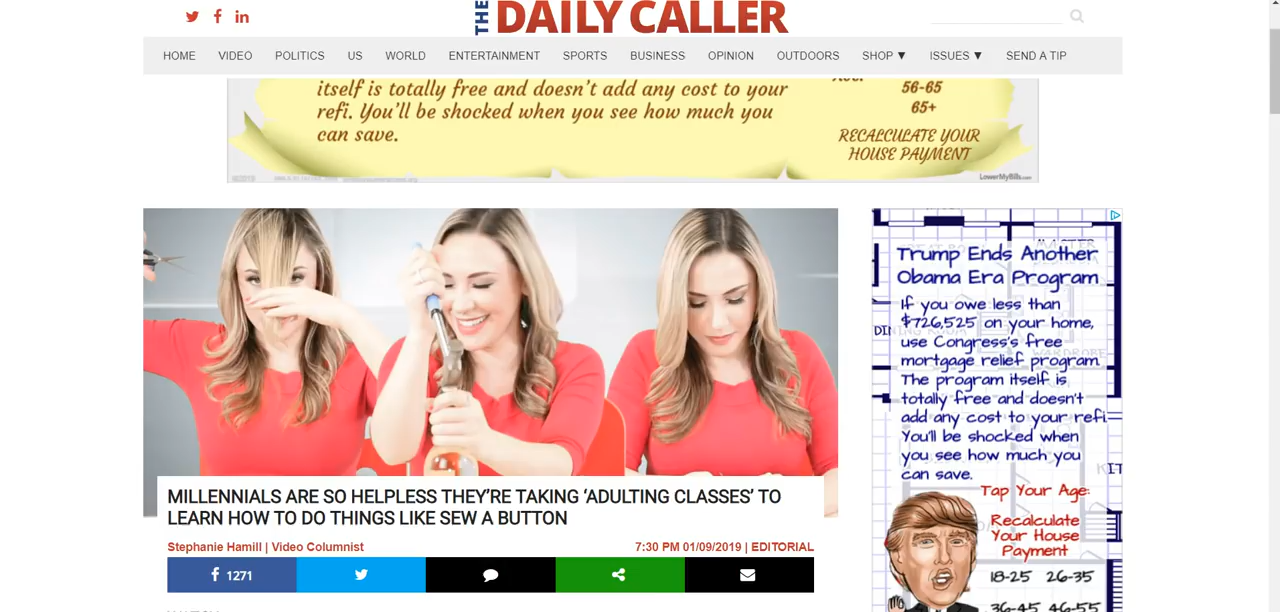 THE DAILY CALLER
HOME VIDEO POLITICS US WORLD ENTERTAINMENT SPORTS BUSINESS OPINION OUTDOORS SHOP ▼ ISSUES ▼ SEND A TIP
itself is totally free and doesn't add any cost to your
refi. You'll be shocked when you see how much you
can save.
56-65
65+
RECALCULATE YOUR
HOUSE PAYMENT
LowerMyBills.com
MILLENNIALS ARE SO HELPLESS THEY'RE TAKING ‘ADULTING CLASSES’ TO
LEARN HOW TO DO THINGS LIKE SEW A BUTTON
Stephanie Hamill | Video Columnist
7:30 PM 01/09/2019 | EDITORIAL
1271
Trump Ends Another
Obama Era Program
If you owe less than
$726,525 on your home,
use Congress's free
mortgage relief program.
The program itself is
totally free and doesn't
add any cost to your refi.
You'll be shocked when
you see how much you
can save.
Tap Your Age:
Recalculate
Your House
Payment
18-25 26-35
36-45 46-55